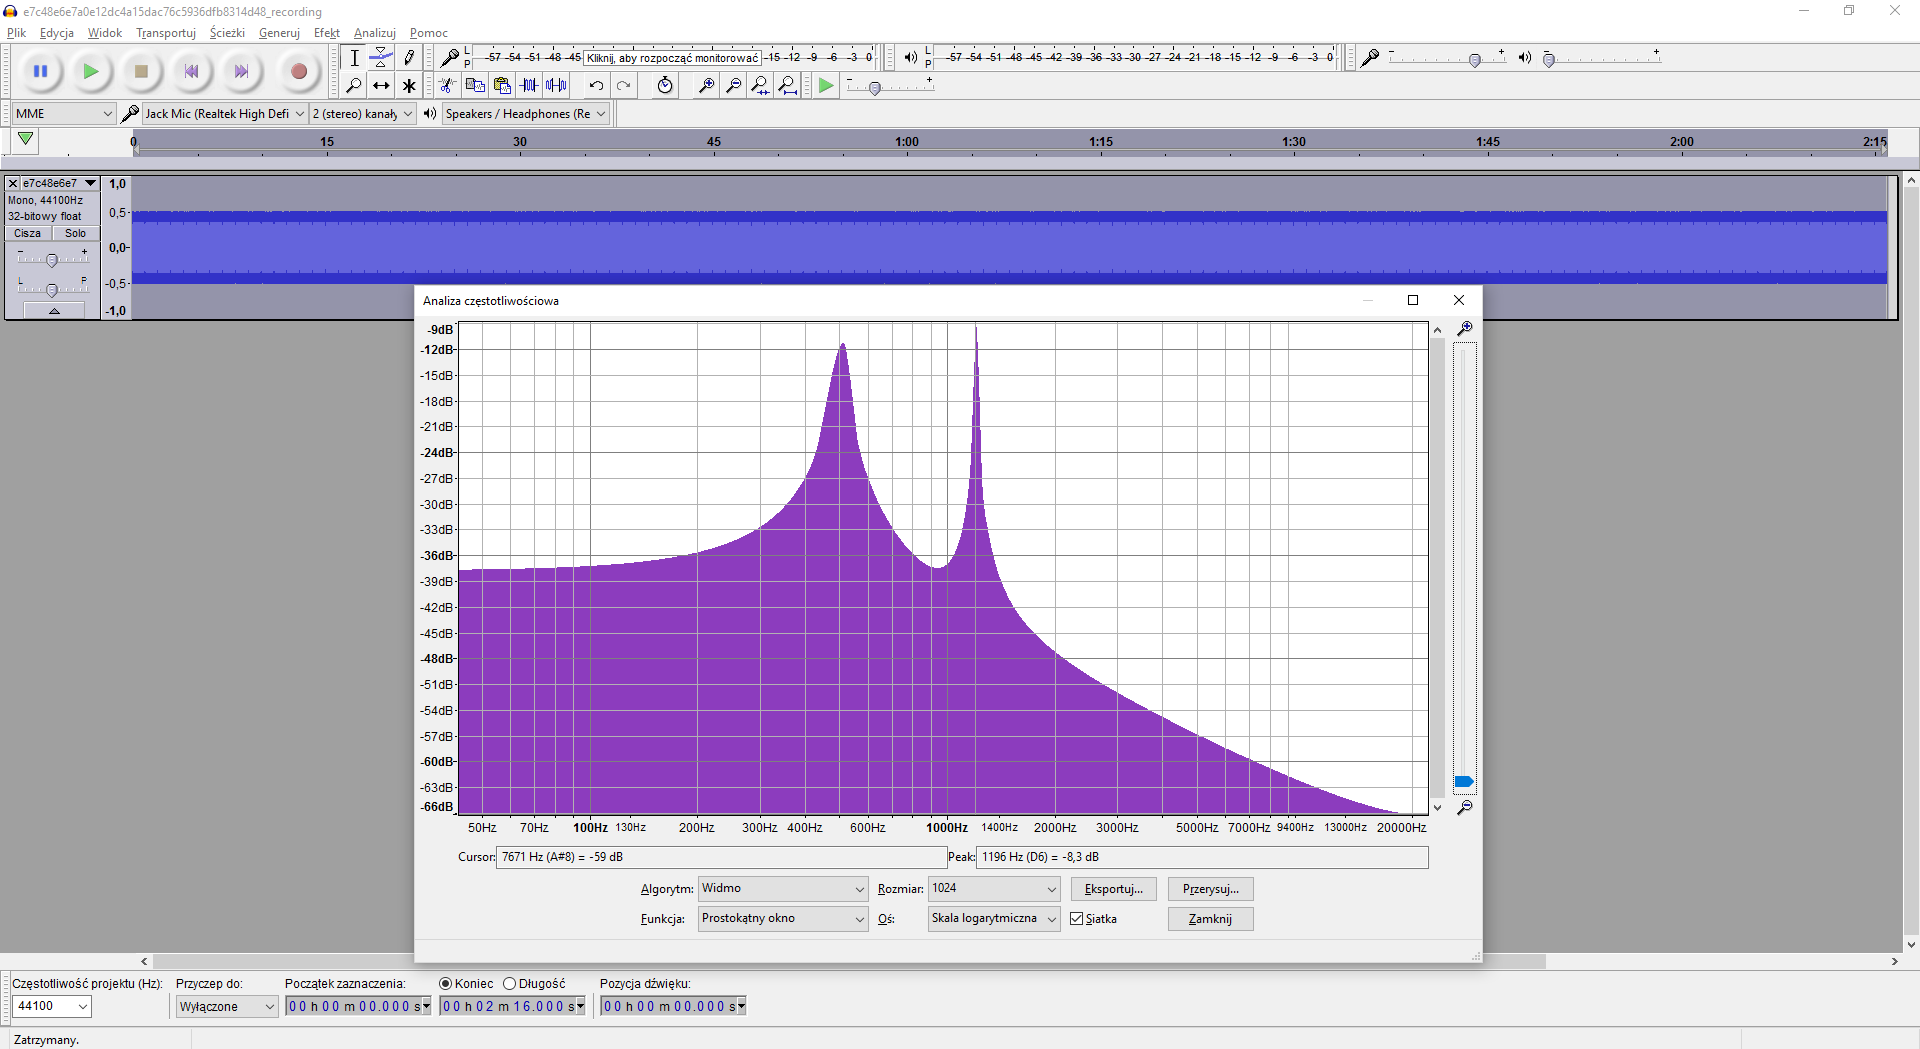 e7c48e6e7a0e12dc4a15dac76c5936dfb8314d48_recording
Plik Edycja Widok Transportuj Ścieżki Generuj Efekt Analizuj Pomoc
L
P
-57 -54 -51 -48 -45 Kliknij, aby rozpocząć monitorować -15 -12 -9 -6 -3 0
L
P
-57 -54 -51 -48 -45 -42 -39 -36 -33 -30 -27 -24 -21 -18 -15 -12 -9 -6 -3 0
MME Jack Mic (Realtek High Defi 2 (stereo) kanały Speakers / Headphones (Re
0 15 30 45 1:00 1:15 1:30 1:45 2:00 2:15
e7c48e6e7
Mono, 44100Hz
32-bitowy float
Cisza Solo
L P
1,0
0,5
0,0
-0,5
-1,0
Analiza częstotliwościowa
-9dB
-12dB
-15dB
-18dB
-21dB
-24dB
-27dB
-30dB
-33dB
-36dB
-39dB
-42dB
-45dB
-48dB
-51dB
-54dB
-57dB
-60dB
-63dB
-66dB
50Hz 70Hz 100Hz 130Hz 200Hz 300Hz 400Hz 600Hz 1000Hz 1400Hz 2000Hz 3000Hz 5000Hz 7000Hz 9400Hz 13000Hz 20000Hz
Cursor: 7671 Hz (A#8) = -59 dB Peak: 1196 Hz (D6) = -8,3 dB
Algorytm: Widmo Rozmiar: 1024 Eksportuj... Przerysuj...
Funkcja: Prostokątny okno Oś: Skala logarytmiczna Siatka Zamknij
Częstotliwość projektu (Hz): Przyczep do: Początek zaznaczenia: Koniec Długość Pozycja dźwięku:
44100 Wyłączone 00 h 00 m 00.000 s 00 h 02 m 16.000 s 00 h 00 m 00.000 s
Zatrzymany.